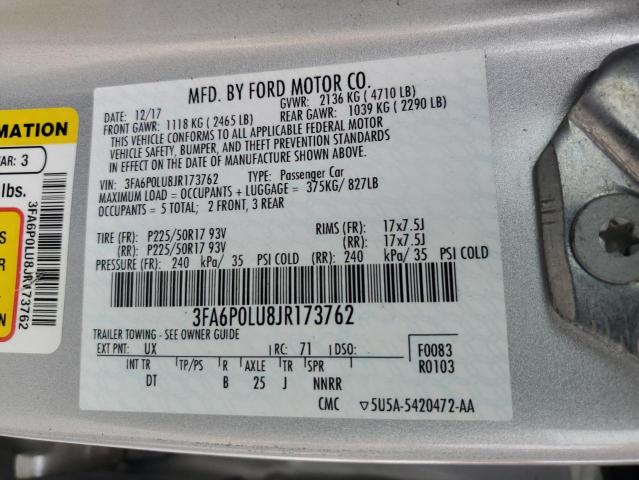 MFD. BY FORD MOTOR CO.
DATE: 12/17 GVWR: 2136 KG ( 4710 LB)
FRONT GAWR: 1118 KG ( 2465 LB) REAR GAWR: 1039 KG ( 2290 LB)
THIS VEHICLE CONFORMS TO ALL APPLICABLE FEDERAL MOTOR
VEHICLE SAFETY, BUMPER, AND THEFT PREVENTION STANDARDS
IN EFFECT ON THE DATE OF MANUFACTURE SHOWN ABOVE.
VIN: 3FA6P0LU8JR173762 TYPE: Passenger Car
MAXIMUM LOAD = OCCUPANTS + LUGGAGE = 375KG/ 827LB
OCCUPANTS = 5 TOTAL; 2 FRONT, 3 REAR
TIRE (FR): P225/50R17 93V RIMS (FR): 17x7.5J
(RR): P225/50R17 93V (RR): 17x7.5J
PRESSURE (FR): 240 kPa/ 35 PSI COLD (RR): 240 kPa/ 35 PSI COLD
3FA6P0LU8JR173762
TRAILER TOWING - SEE OWNER GUIDE
EXT PNT: UX RC: 71 DSO: F0083
INT TR TP/PS R AXLE TR SPR R0103
DT B 25 J NNRR
CMC ▽5U5A-5420472-AA
RMATION
AR: 3
lbs.
3FA6P0LU8JR173762
S
R
S
N